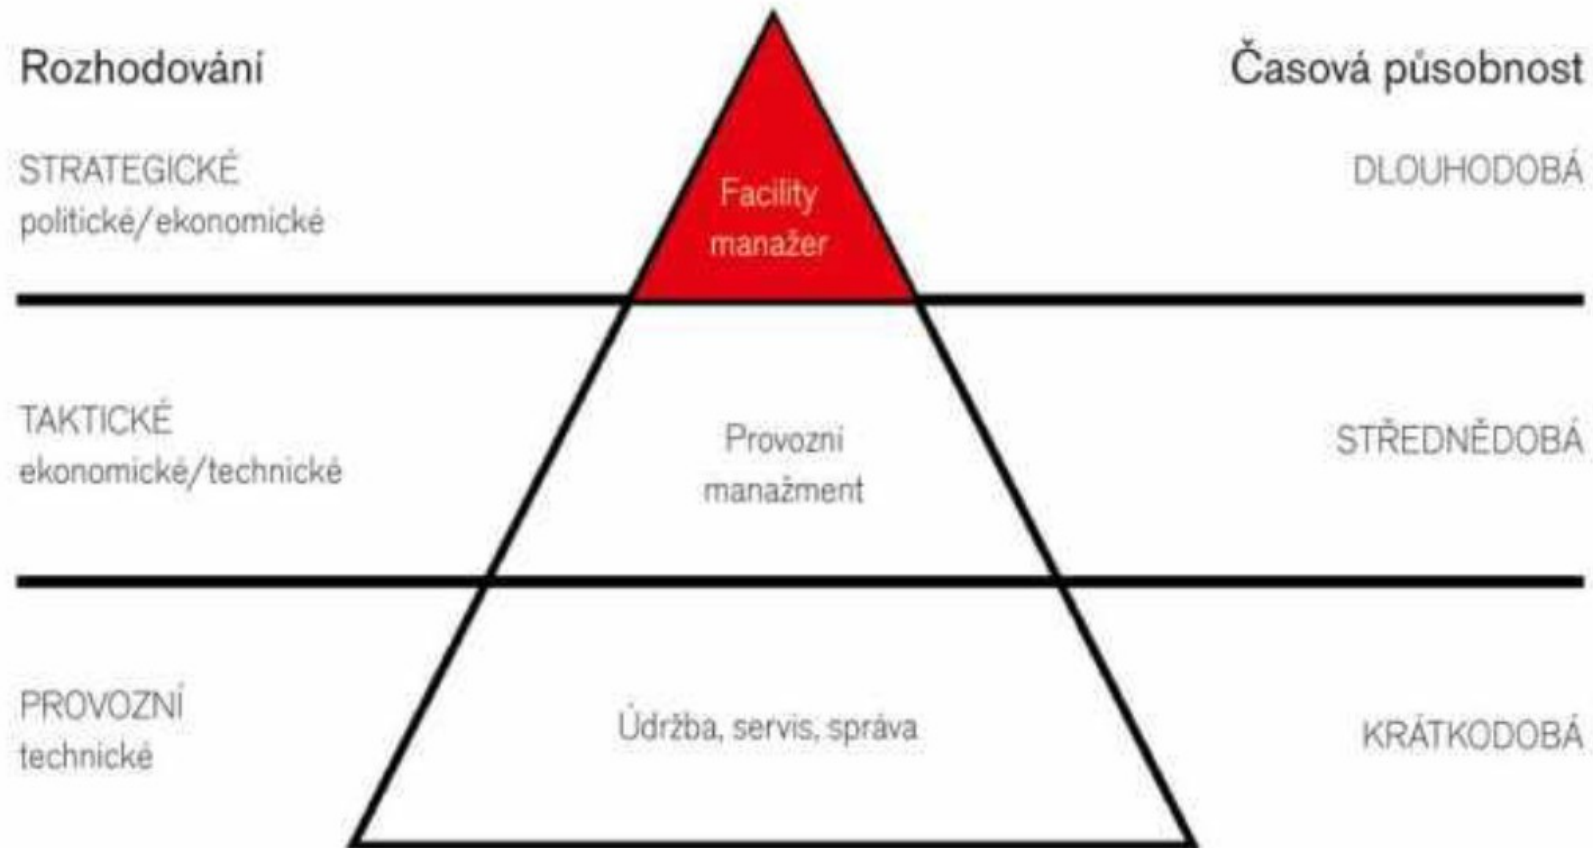 Rozhodování
Časová působnost
STRATEGICKÉ
politické/ekonomické
Facility
manažer
DLOUHODOBÁ
TAKTICKÉ
ekonomické/technické
Provozní
manažment
STŘEDNĚDOBÁ
PROVOZNÍ
technické
Údržba, servis, správa
KRÁTKODOBÁ